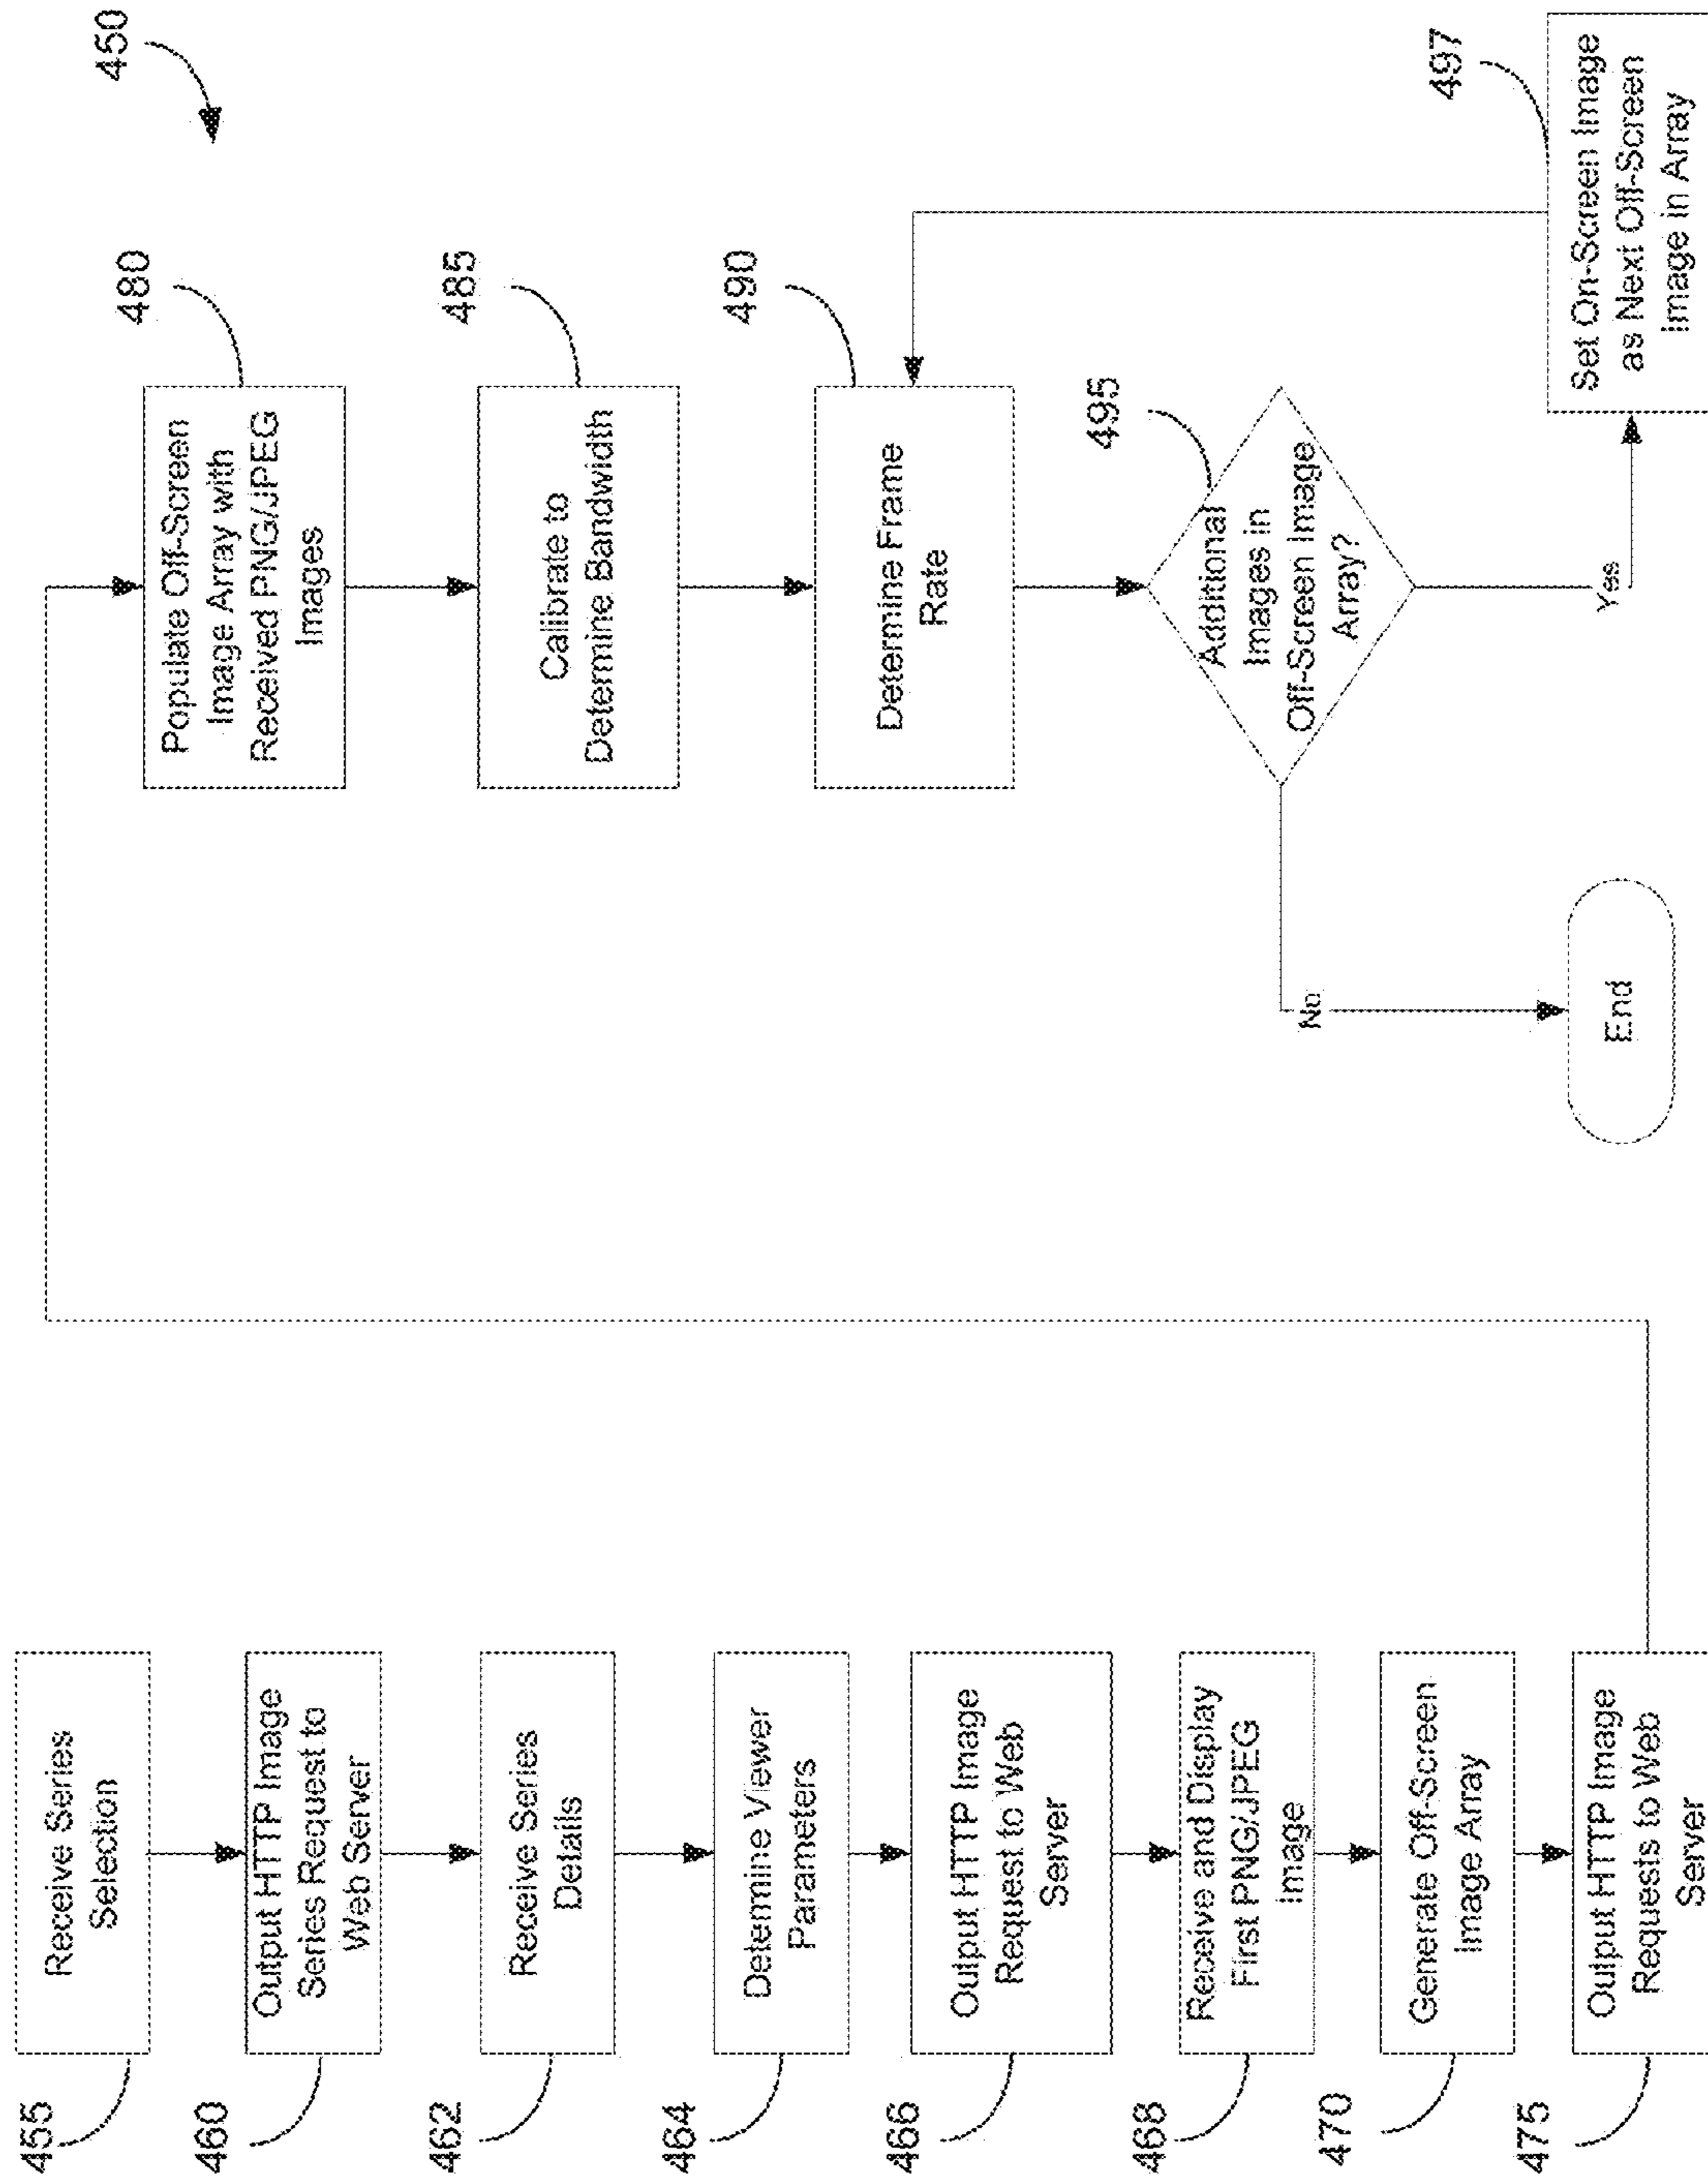 450
455
Receive Series
Selection
460
Output HTTP Image
Series Request to
Web Server
462
Receive Series
Details
464
Determine Viewer
Parameters
466
Output HTTP Image
Request to Web
Server
468
Receive and Display
First PNG/JPEG
Image
470
Generate Off-Screen
Image Array
475
Output HTTP Image
Requests to Web
Server
480
Populate Off-Screen
Image Array with
Received PNG/JPEG
Images
485
Calibrate to
Determine Bandwidth
490
Determine Frame
Rate
495
Additional
Images in
Off-Screen Image
Array?
No
Yes
End
497
Set On-Screen Image
as Next Off-Screen
Image in Array